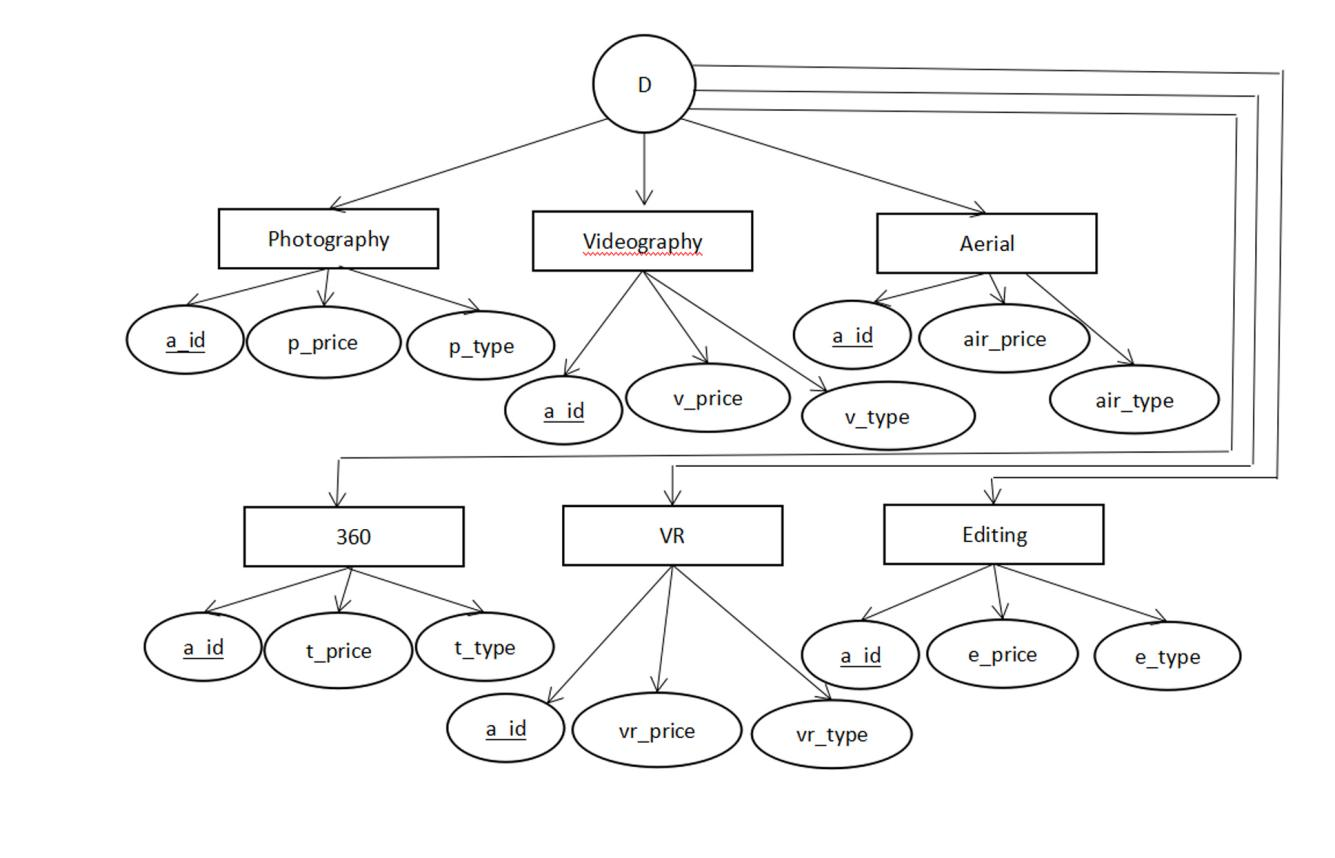 D
Photography
Videography
Aerial
a_id
p_price
p_type
a_id
v_price
v_type
a_id
air_price
air_type
360
VR
Editing
a_id
t_price
t_type
a_id
vr_price
vr_type
a_id
e_price
e_type